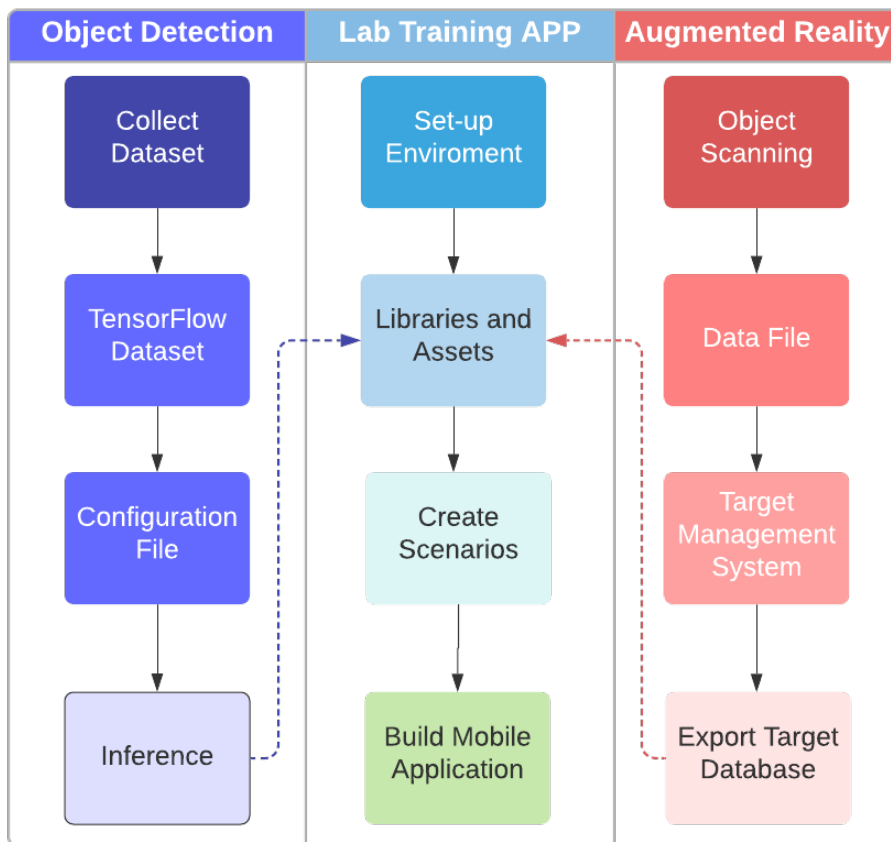 Object Detection
Lab Training APP
Augmented Reality
Collect
Dataset
Set-up
Enviroment
Object
Scanning
TensorFlow
Dataset
Libraries and
Assets
Data File
Configuration
File
Create
Scenarios
Target
Management
System
Inference
Build Mobile
Application
Export Target
Database